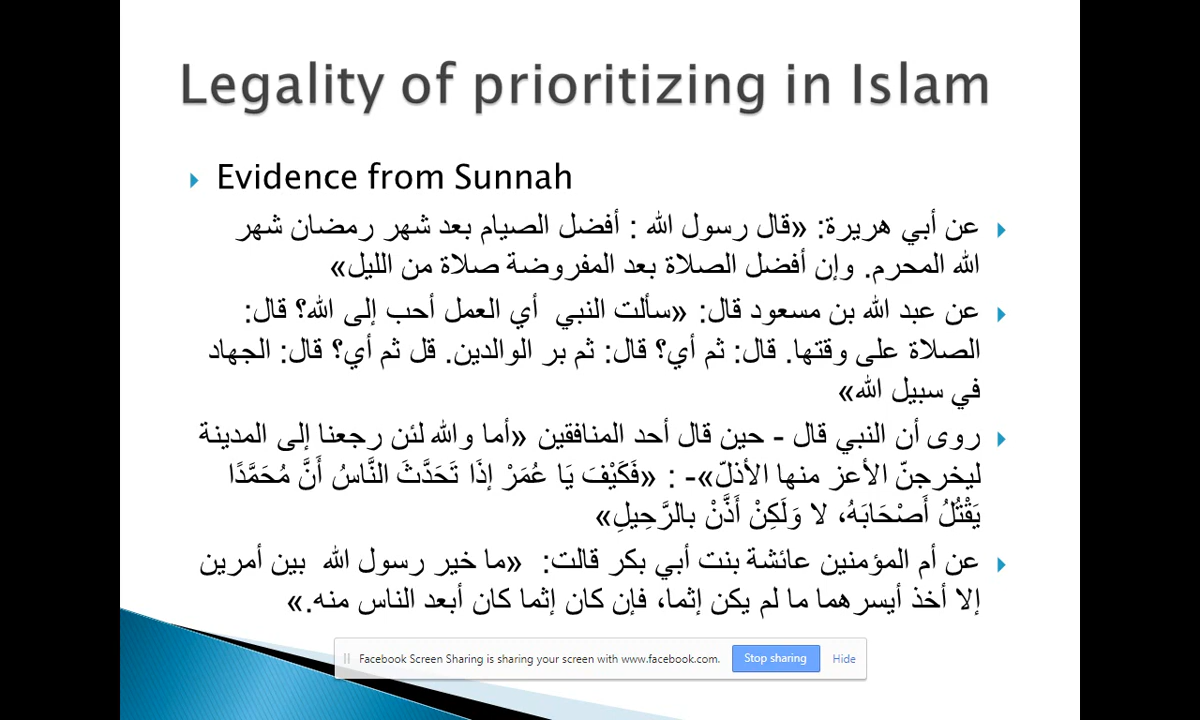 Legality of prioritizing in Islam
Evidence from Sunnah
عن أبي هريرة: «قال رسول الله : أفضل الصيام بعد شهر رمضان شهر
الله المحرم. وإن أفضل الصلاة بعد المفروضة صلاة من الليل»
عن عبد الله بن مسعود قال: «سألت النبي أي العمل أحب إلى الله؟ قال:
الصلاة على وقتها. قال: ثم أي؟ قال: ثم بر الوالدين. قل ثم أي؟ قال: الجهاد
في سبيل الله»
روى أن النبي قال - حين قال أحد المنافقين «أما والله لئن رجعنا إلى المدينة
ليخرجنّ الأعز منها الأذلّ»- : «فَكَيْفَ يَا عُمَرْ إِذَا تَحَدَّثَ النَّاسُ أَنَّ مُحَمَّدًا
يَقْتُلُ أَصْحَابَهُ، لا وَلَكِنْ أَذَّنْ بالرَّحِيلِ»
عن أم المؤمنين عائشة بنت أبي بكر قالت: «ما خير رسول الله بين أمرين
إلا أخذ أيسرهما ما لم يكن إثما، فإن كان إثما كان أبعد الناس منه.»
Facebook Screen Sharing is sharing your screen with www.facebook.com. Stop sharing Hide